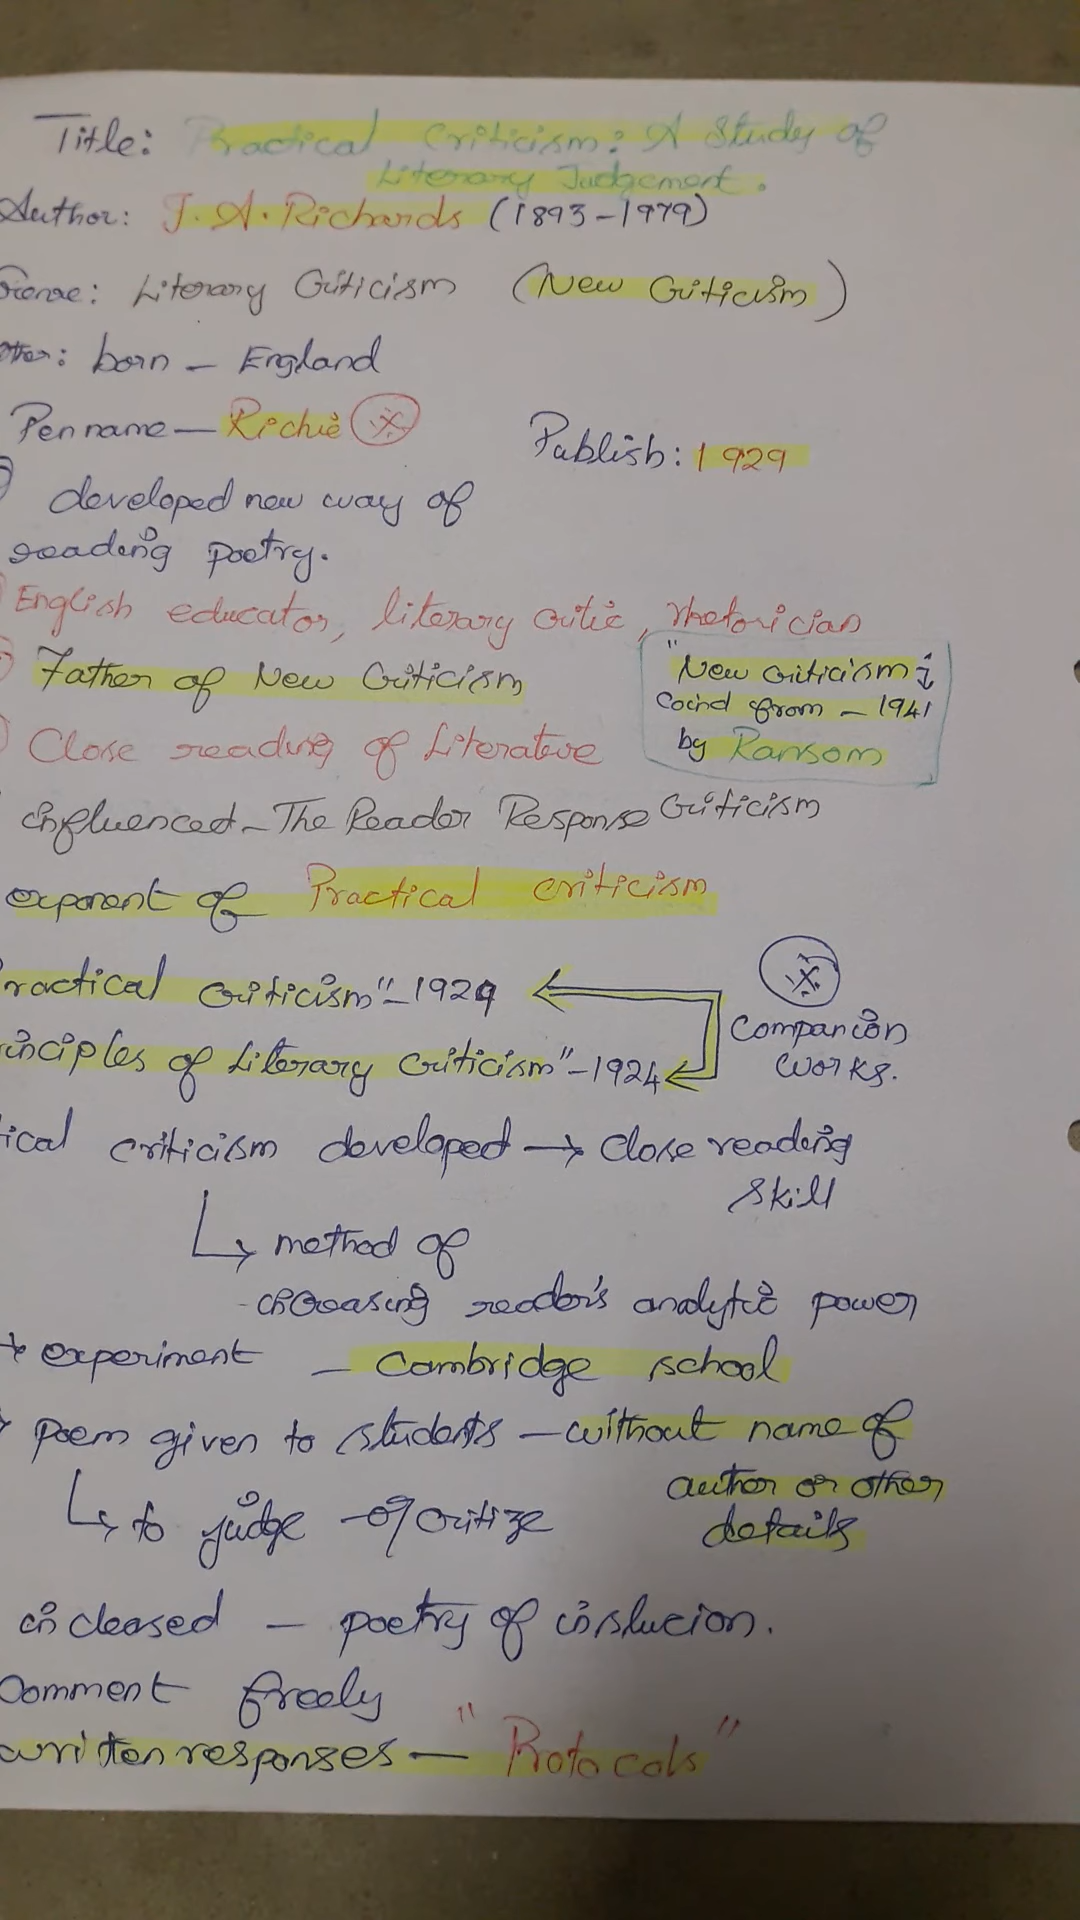 Title: Practical Criticism: A Study of
Literary Judgement.
Author: I. A. Richards (1893-1979)
Genre: Literary Criticism (New Criticism)
born - England
Pen name - Richie
Publish: 1929
developed new way of
reading poetry.
English educator, literary critic, rhetorician
Father of New Criticism
"New criticism;
coind from - 1941
by Ransom
Close reading of Literature
influenced - The Reader Response Criticism
exponent of Practical criticism
ractical criticism" - 1929
inciples of Literary Criticism" - 1924
Companion
works.
ical criticism developed → Close reading
skill
method of
increasing reader's analytic power
experiment - Cambridge school
poem given to students - without name of
author or other
details
to judge or critize
in cleased - poetry of
Comment freely
written responses - "Protocols"